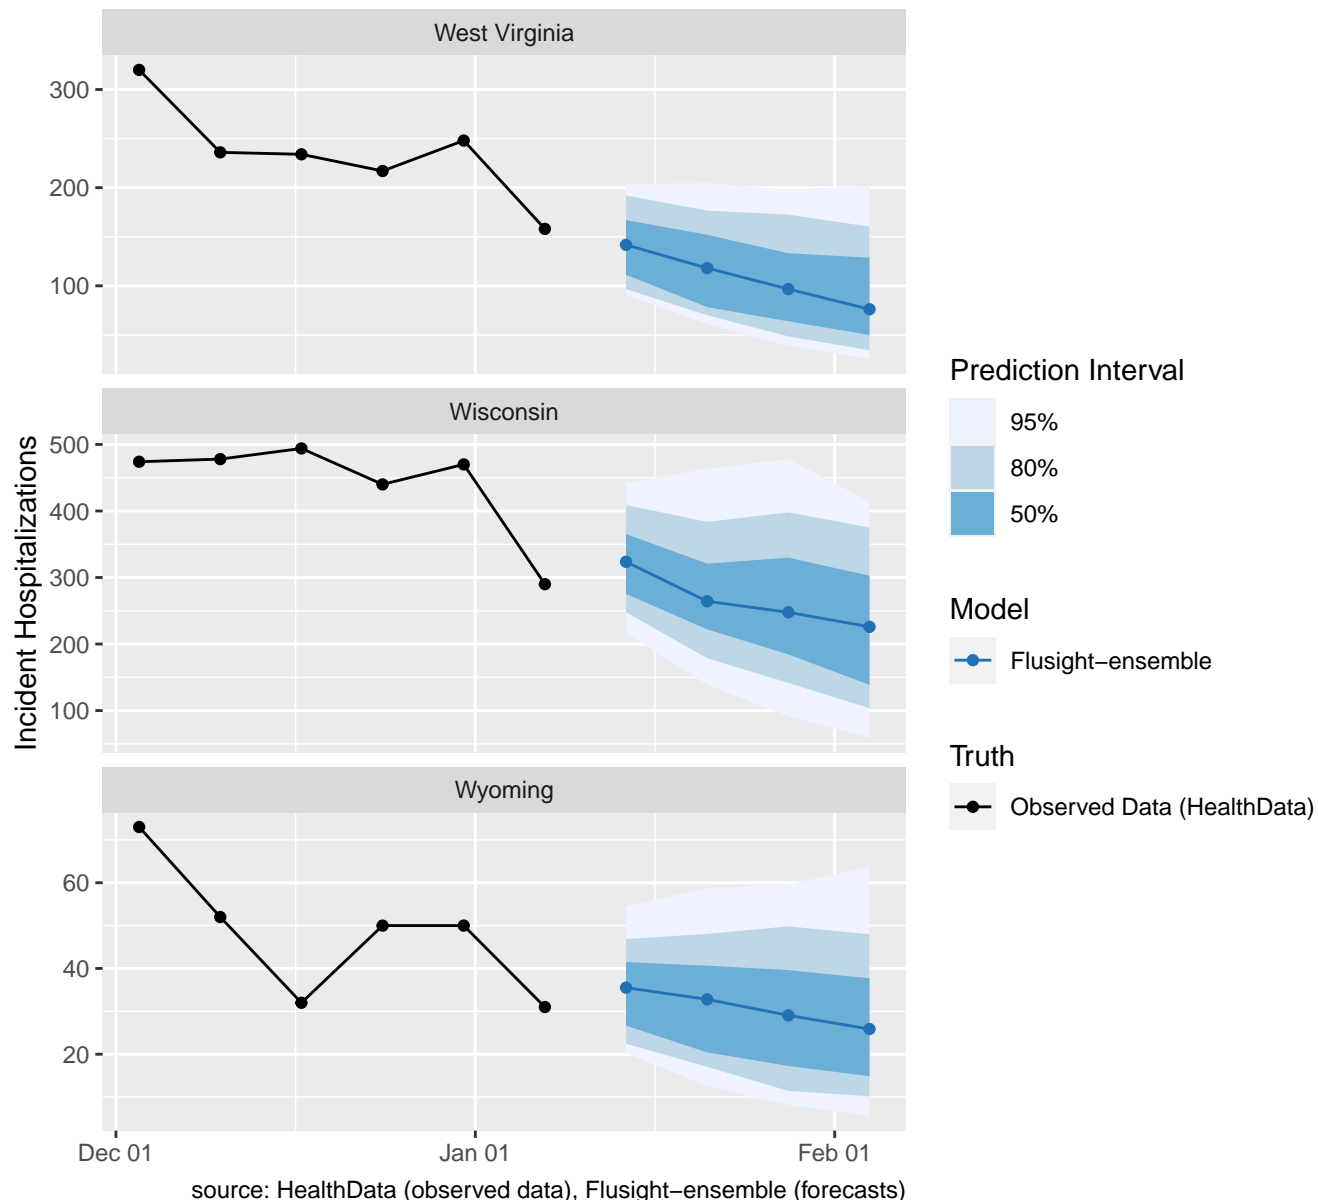 West Virginia
300
200
100
Wisconsin
500
400
300
200
100
Wyoming
60
40
20
Dec 01
Jan 01
Feb 01
Incident Hospitalizations
source: HealthData (observed data), Flusight−ensemble (forecasts)
Prediction Interval
95%
80%
50%
Model
Flusight−ensemble
Truth
Observed Data (HealthData)